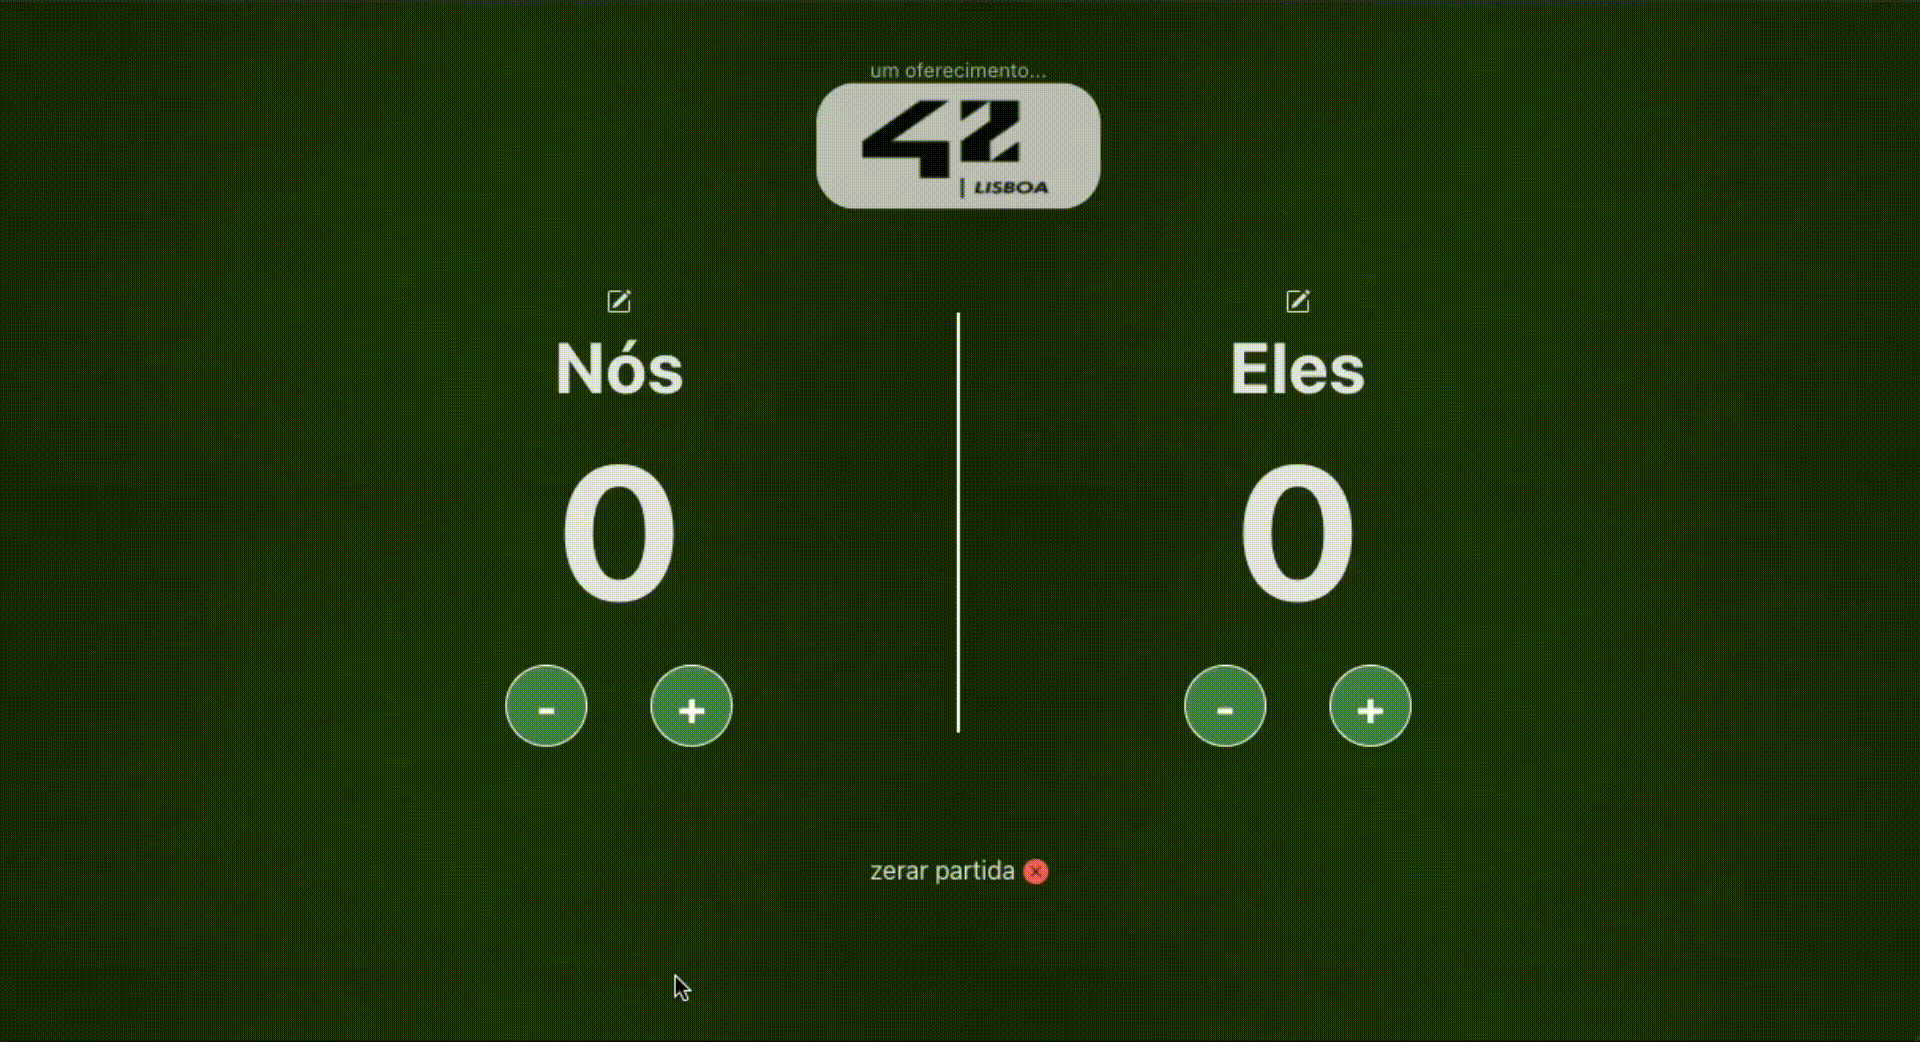 um oferecimento...
42
| LISBOA
Nós
Eles
0
0
- +
- +
zerar partida